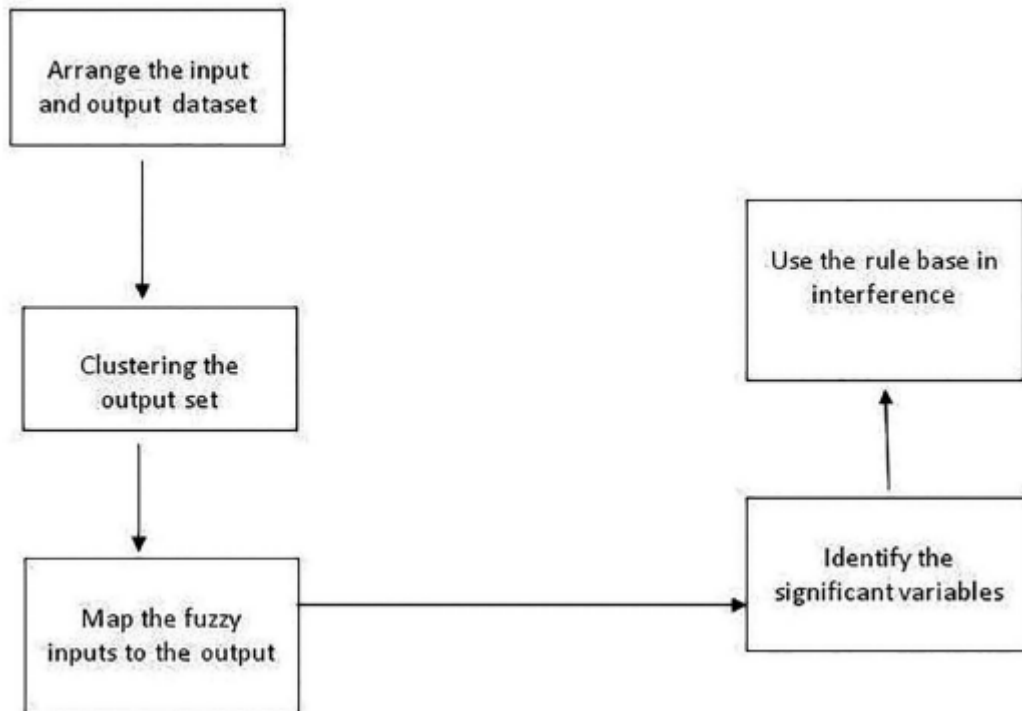 Arrange the input
and output dataset
Clustering the
output set
Map the fuzzy
inputs to the output
Identify the
significant variables
Use the rule base in
interference